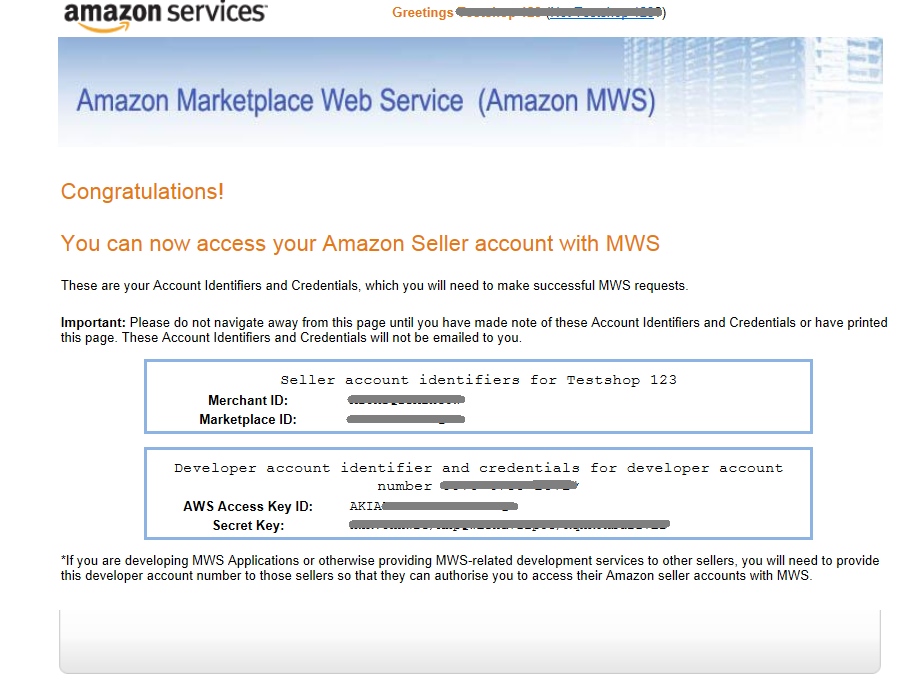 amazon services
Greetings
Amazon Marketplace Web Service (Amazon MWS)
Congratulations!
You can now access your Amazon Seller account with MWS
These are your Account Identifiers and Credentials, which you will need to make successful MWS requests.
Important: Please do not navigate away from this page until you have made note of these Account Identifiers and Credentials or have printed
this page. These Account Identifiers and Credentials will not be emailed to you.
Seller account identifiers for Testshop 123
Merchant ID:
Marketplace ID:
Developer account identifier and credentials for developer account
number
AWS Access Key ID: AKIA
Secret Key:
*If you are developing MWS Applications or otherwise providing MWS-related development services to other sellers, you will need to provide
this developer account number to those sellers so that they can authorise you to access their Amazon seller accounts with MWS.